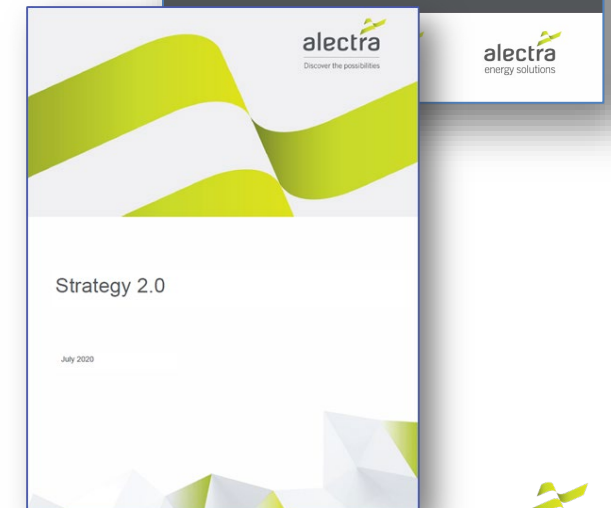 alectra
Discover the possibilities
alectra
energy solutions
Strategy 2.0
July 2020